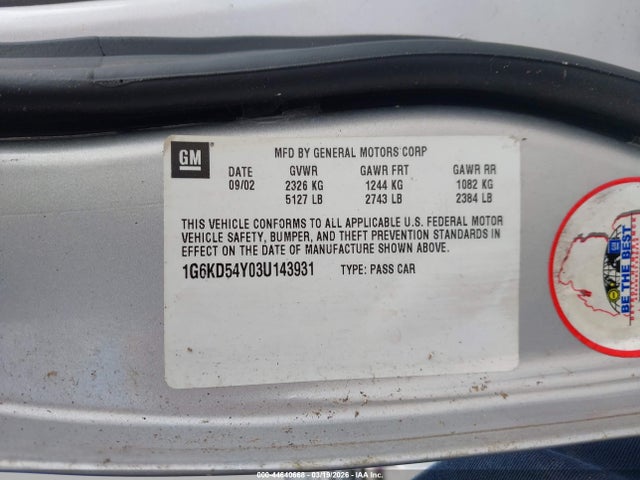 GM
MFD BY GENERAL MOTORS CORP
DATE GVWR GAWR FRT GAWR RR
09/02 2326 KG 1244 KG 1082 KG
5127 LB 2743 LB 2384 LB
THIS VEHICLE CONFORMS TO ALL APPLICABLE U.S. FEDERAL MOTOR
VEHICLE SAFETY, BUMPER, AND THEFT PREVENTION STANDARDS IN
EFFECT ON THE DATE OF MANUFACTURE SHOWN ABOVE.
1G6KD54Y03U143931 TYPE: PASS CAR
BE THE BEST
000-44640668 - 03/19/2026 - IAA Inc.